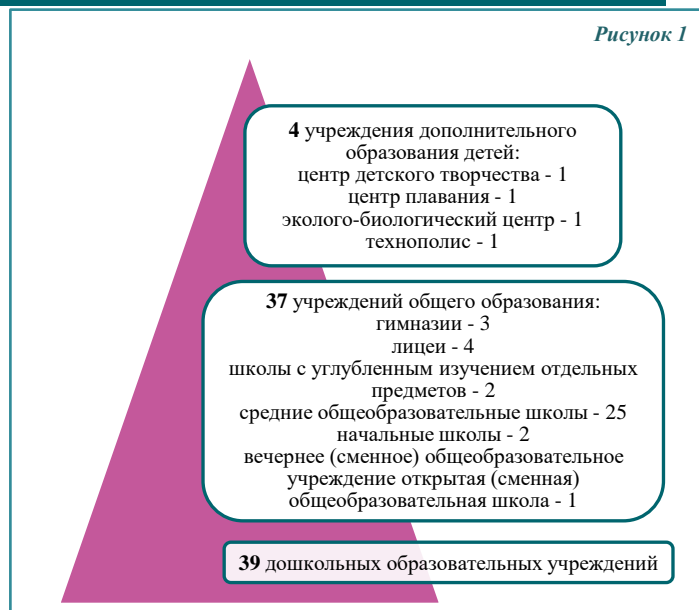 Рисунок 1
4 учреждения дополнительного
образования детей:
центр детского творчества - 1
центр плавания - 1
эколого-биологический центр - 1
технополис - 1
37 учреждений общего образования:
гимназии - 3
лицеи - 4
школы с углубленным изучением отдельных
предметов - 2
средние общеобразовательные школы - 25
начальные школы - 2
вечернее (сменное) общеобразовательное
учреждение открытая (сменная)
общеобразовательная школа - 1
39 дошкольных образовательных учреждений